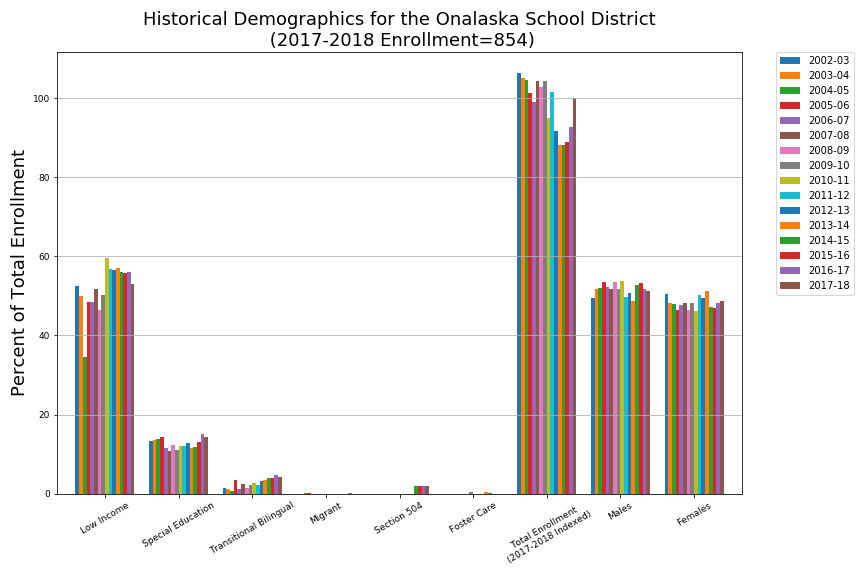 Historical Demographics for the Onalaska School District
(2017-2018 Enrollment=854)
Percent of Total Enrollment
100
80
60
40
20
0
Low Income
Special Education
Transitional Bilingual
Migrant
Section 504
Foster Care
Total Enrollment
(2017-2018 Indexed)
Males
Females
2002-03
2003-04
2004-05
2005-06
2006-07
2007-08
2008-09
2009-10
2010-11
2011-12
2012-13
2013-14
2014-15
2015-16
2016-17
2017-18